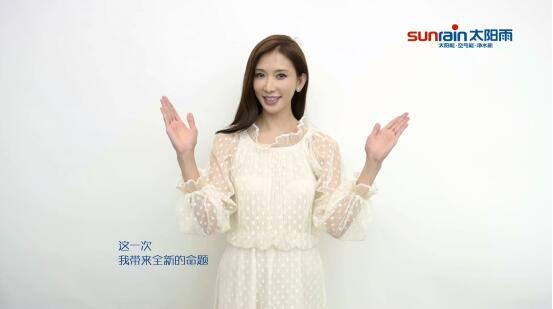 sunrain太阳雨
太阳能·空气能·净水机
这一次
我带来全新的命题